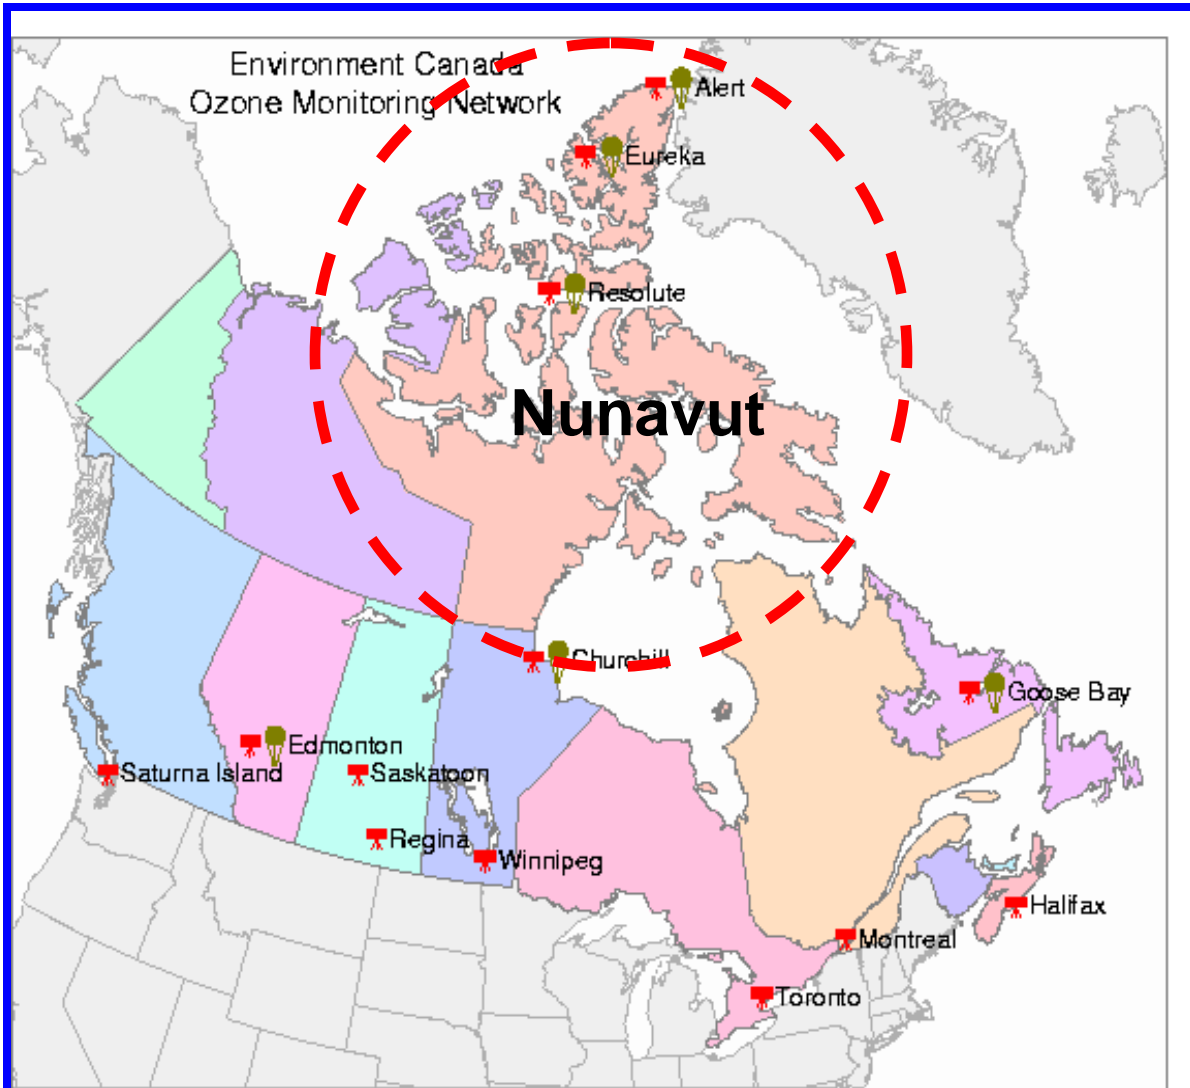 Environment Canada
Ozone Monitoring Network
Alert
Eureka
Resolute
Nunavut
Churchill
Goose Bay
Edmonton
Saturna Island
Saskatoon
Regina
Winnipeg
Halifax
Montreal
Toronto